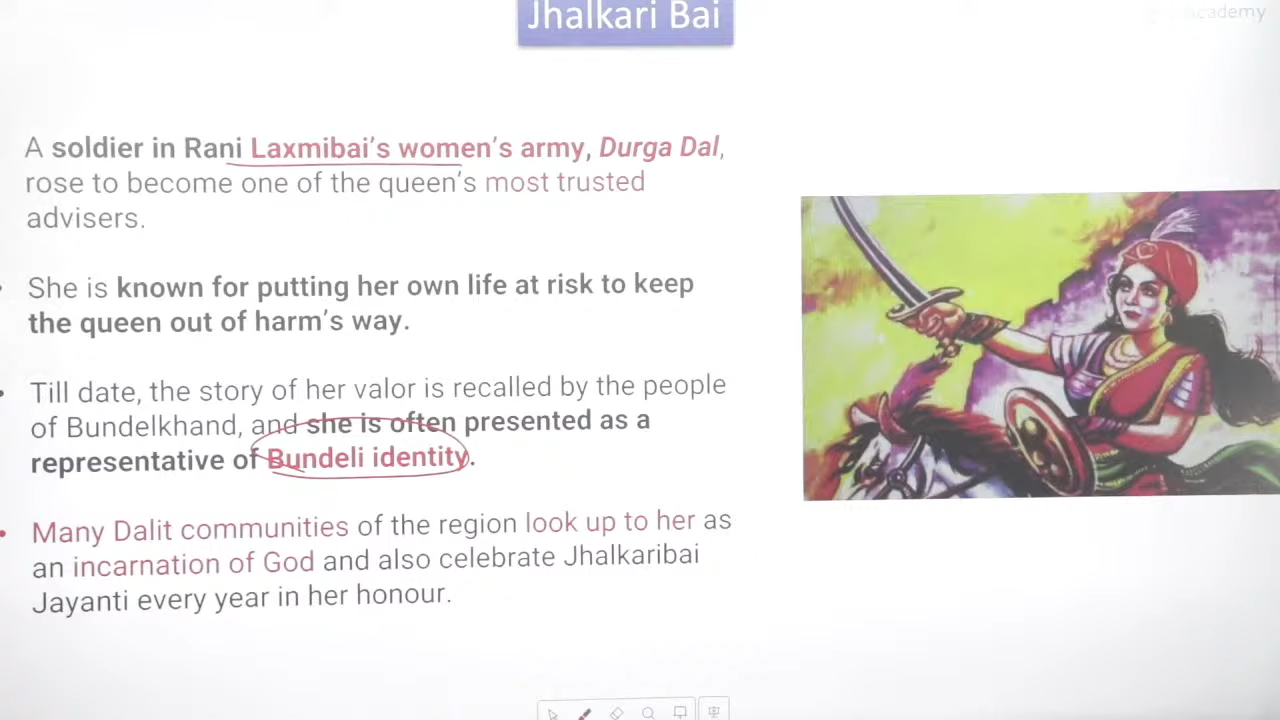 Jhalkari Bai
academy
A soldier in Rani Laxmibai's women's army, Durga Dal,
rose to become one of the queen's most trusted
advisers.
She is known for putting her own life at risk to keep
the queen out of harm's way.
Till date, the story of her valor is recalled by the people
of Bundelkhand, and she is often presented as a
representative of Bundeli identity.
Many Dalit communities of the region look up to her as
an incarnation of God and also celebrate Jhalkaribai
Jayanti every year in her honour.